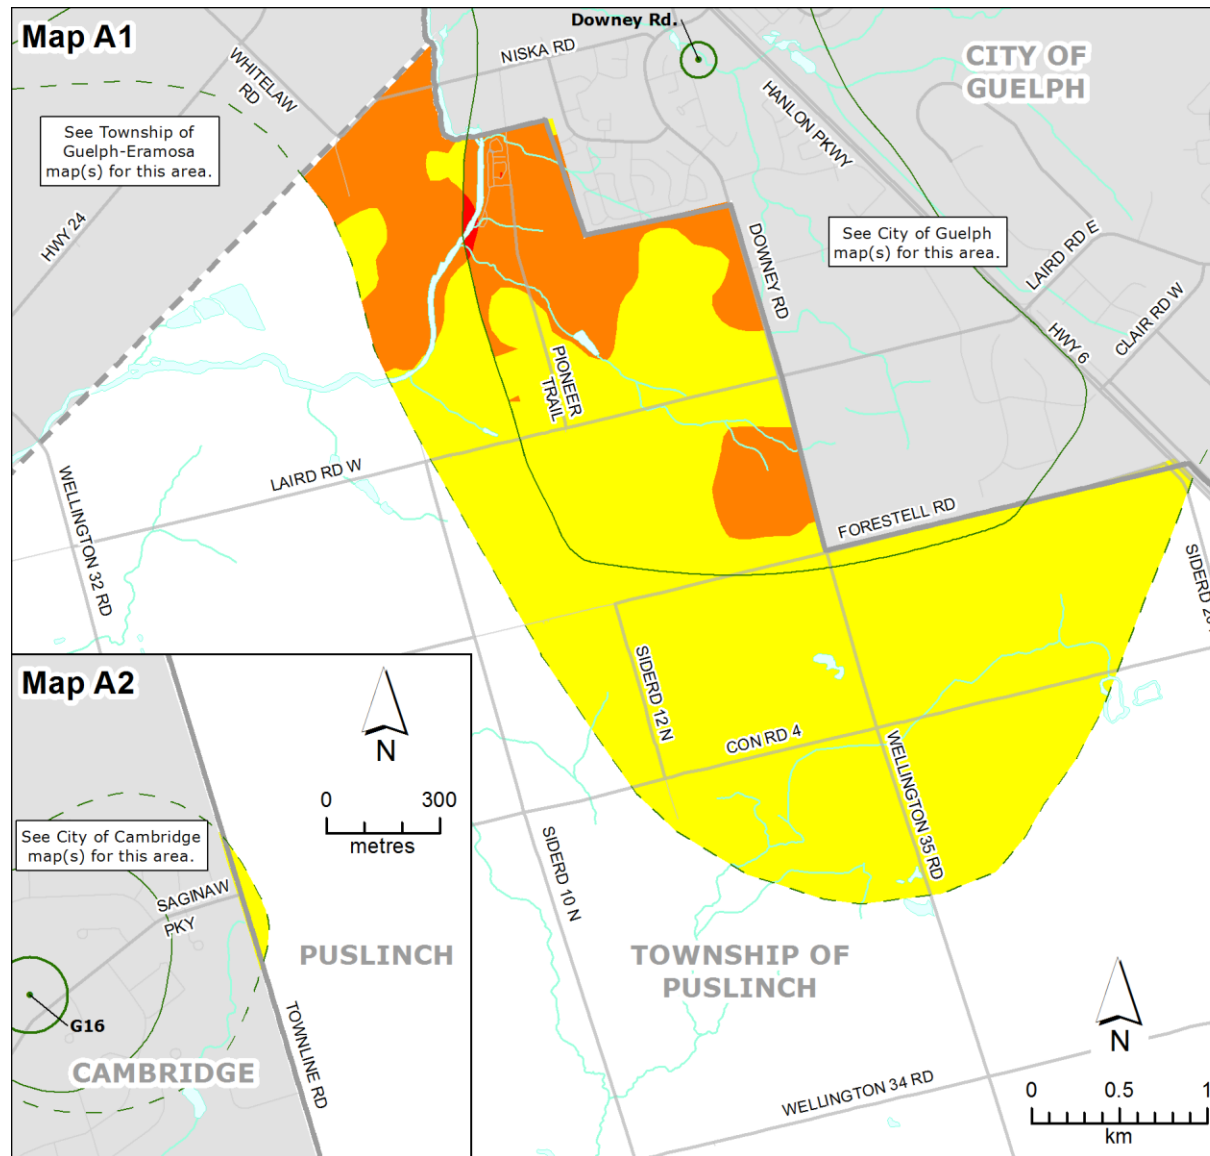 Map A1
Downey Rd.
NISKA RD
CITY OF
GUELPH
WHITELAW
RD
HANLON PKWY
See Township of
Guelph-Eramosa
map(s) for this area.
HWY 24
See City of Guelph
map(s) for this area.
DOWNEY RD
LAIRD RD E
CLAIR RD W
HWY 6
PIONEER
TRAIL
LAIRD RD W
WELLINGTON 32 RD
FORESTELL RD
SIDERD 20
SIDERD 12 N
CON RD 4
WELLINGTON 35 RD
SIDERD 10 N
TOWNSHIP OF
PUSLINCH
N
WELLINGTON 34 RD
0 0.5 1
km
Map A2
N
0 300
metres
See City of Cambridge
map(s) for this area.
SAGINAW
PKY
PUSLINCH
G16
TOWNLINE RD
CAMBRIDGE